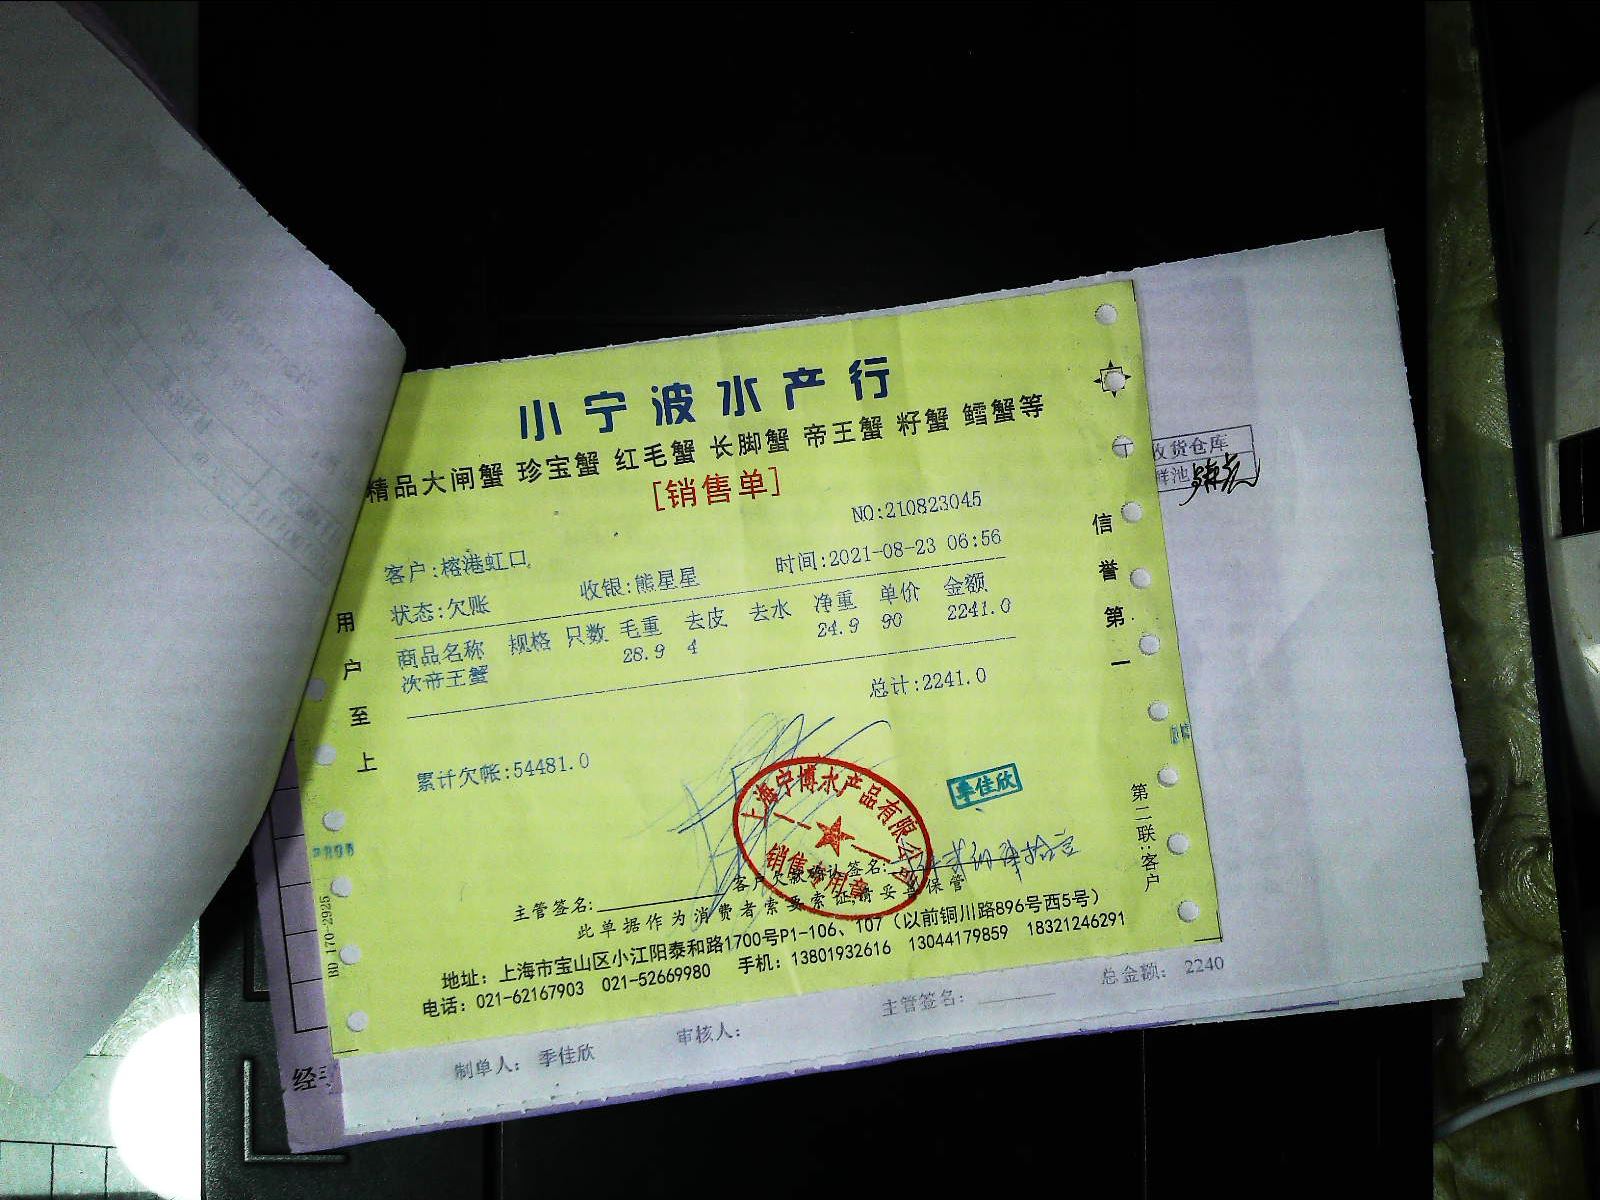 小宁波水产行
精品大闸蟹 珍宝蟹 红毛蟹 长脚蟹 帝王蟹 籽蟹 鳕蟹等
[销售单]
NO:210823045
客户:榕港虹口
收银:熊星星
时间:2021-08-23 06:56
状态:欠账
商品名称 规格 只数 毛重 去皮 去水 净重 单价 金额
次帝王蟹 28.9 4 24.9 90 2241.0
总计:2241.0
累计欠帐:54481.0
上海宁博水产品有限公司
销售专用章
季佳欣
主管签名:
客户欠款确认签名:
此单据作为消费者索要索证,请妥善保管
地址：上海市宝山区小江阳泰和路1700号P1-106、107（以前铜川路896号西5号）
电话：021-62167903 021-52669980 手机：13801932616 13044179859 18321246291
用户至上
信誉第一
第二联:客户
收货仓库
鲜池
制单人： 季佳欣
审核人：
主管签名：
总金额： 2240
经